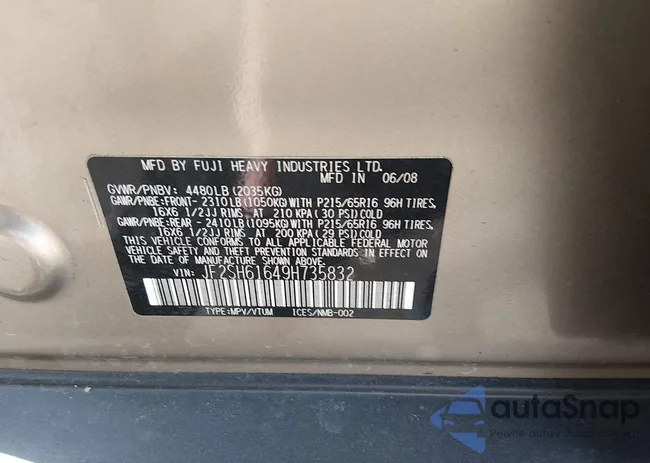 MFD BY FUJI HEAVY INDUSTRIES LTD.
MFD IN 06/08
GVWR/PNBV: 4480LB(2035KG)
GAWR/PNBE:FRONT- 2310LB(1050KG) WITH P215/65R16 96H TIRES,
16X6 1/2JJ RIMS, AT 210 KPA(30 PSI)COLD
GAWR/PNBE:REAR - 2410LB(1095KG) WITH P215/65R16 96H TIRES,
16X6 1/2JJ RIMS, AT 200 KPA(29 PSI)COLD
THIS VEHICLE CONFORMS TO ALL APPLICABLE FEDERAL MOTOR
VEHICLE SAFETY AND THEFT PREVENTION STANDARDS IN
EFFECT ON THE DATE OF MANUFACTURE SHOWN ABOVE.
VIN: JF2SH61649H735832
TYPE:MPV/VTUM ICES/NMB-002
autoSnap